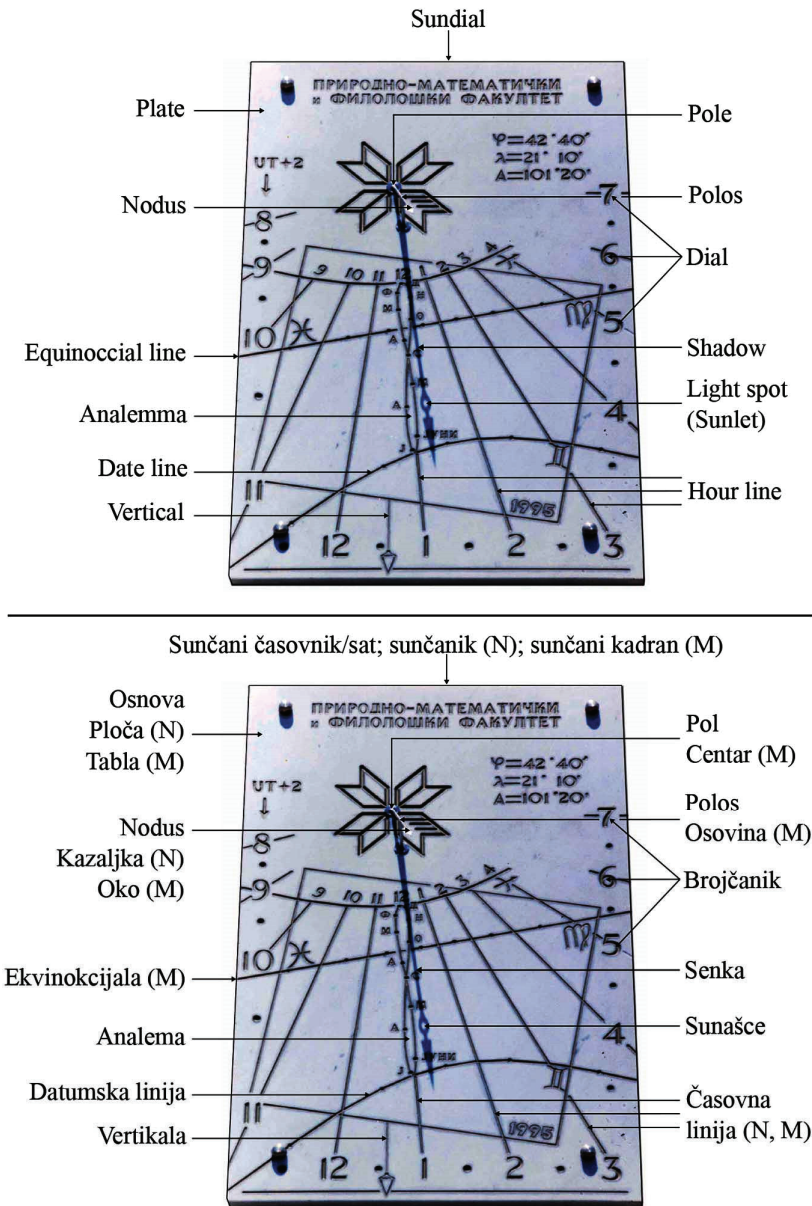 Sundial
ПРИРОДНО-МАТЕМАТИЧКИ
и ФИЛОЛОШКИ ФАКУЛТЕТ
Plate
Pole
φ=42°40'
λ=21° 10'
A=101°20'
UT+2
Nodus
Polos
7
8
6
Dial
9
9 10 11 12 1 2 3 4
5
10
Equinoccial line
Shadow
Light spot
(Sunlet)
Analemma
4
Date line
11
Hour line
1995
Vertical
12 1 2 3
Sunčani časovnik/sat; sunčanik (N); sunčani kadran (M)
ПРИРОДНО-МАТЕМАТИЧКИ
и ФИЛОЛОШКИ ФАКУЛТЕТ
Osnova
Ploča (N)
Tabla (M)
Pol
Centar (M)
φ=42°40'
λ=21° 10'
A=101°20'
UT+2
Nodus
Kazaljka (N)
Oko (M)
Polos
Osovina (M)
7
8
6
Brojčanik
9
9 10 11 12 1 2 3 4
5
10
Ekvinokcijala (M)
Senka
Sunašce
Analema
4
Datumska linija
11
Časovna
linija (N, M)
1995
Vertikala
12 1 2 3